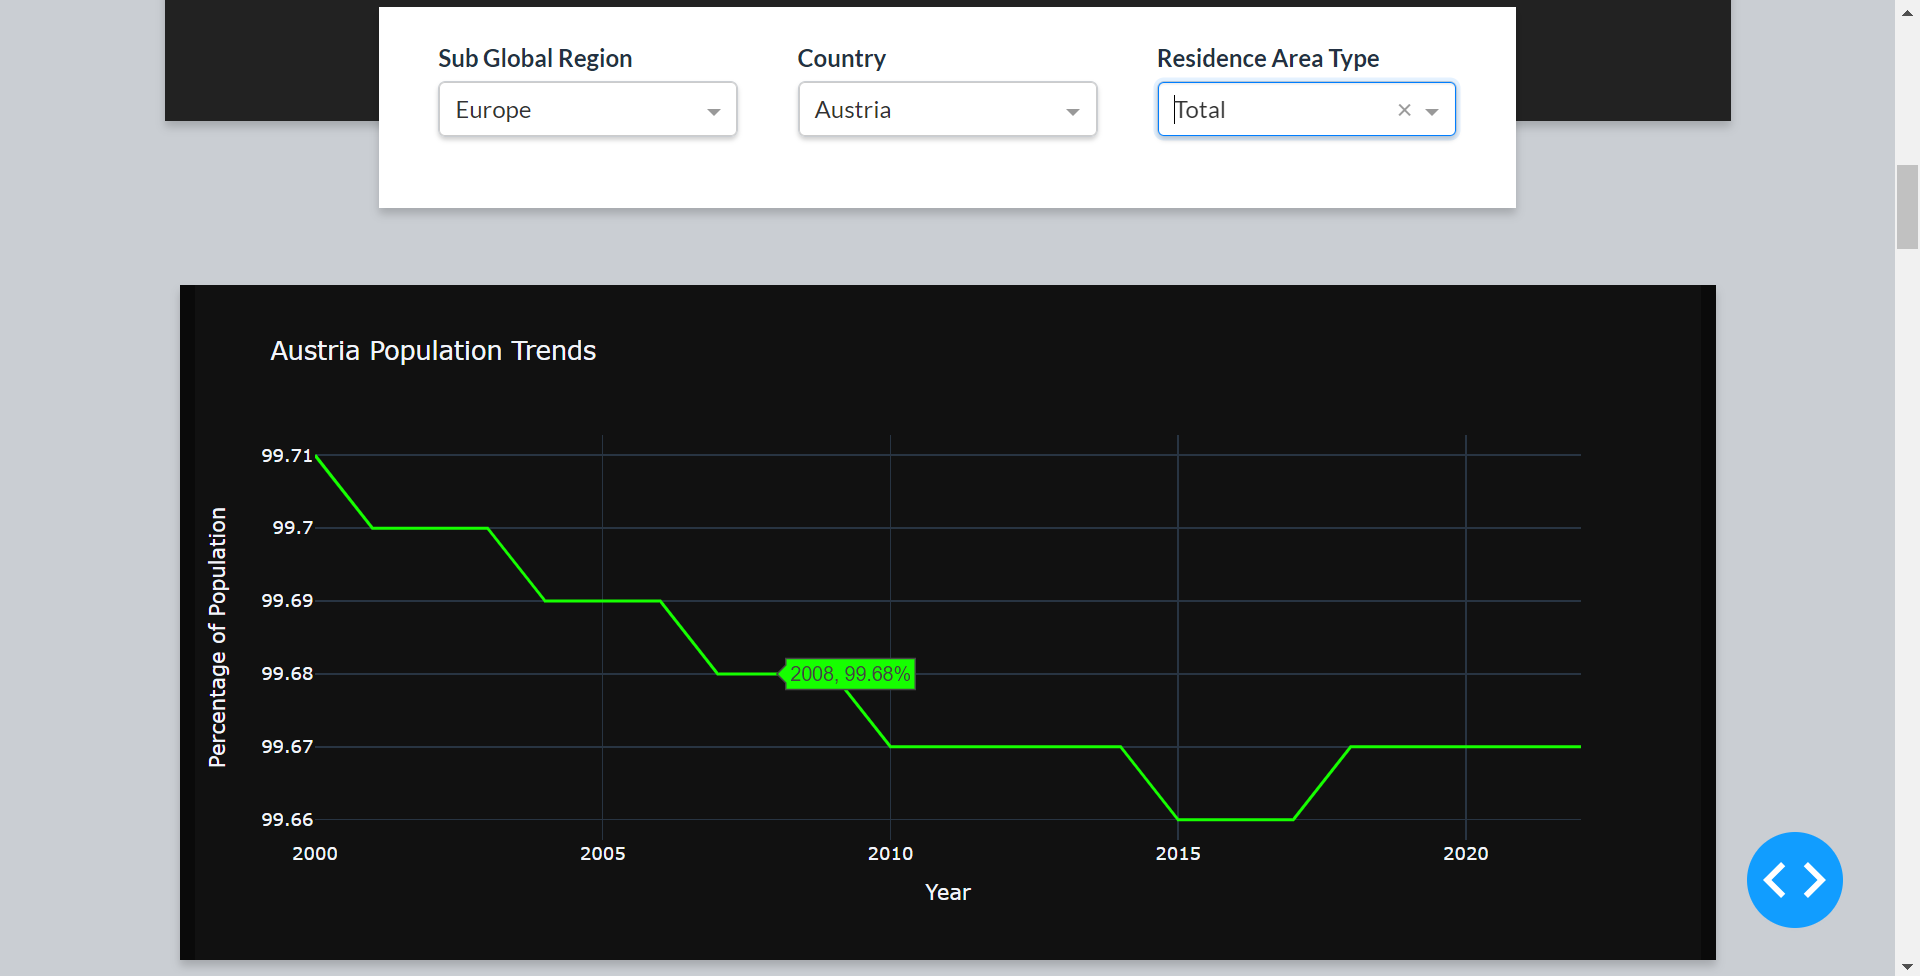 Sub Global Region
Country
Residence Area Type
Europe
Austria
Total
Austria Population Trends
99.71
99.7
99.69
99.68
99.67
99.66
2008, 99.68%
Percentage of Population
2000
2005
2010
2015
2020
Year